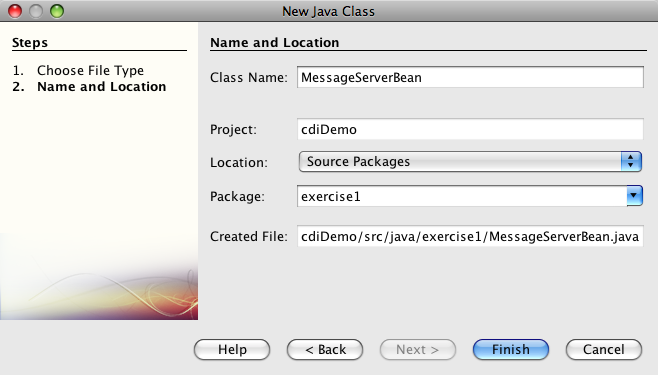 New Java Class
Steps
1. Choose File Type
2. Name and Location
Name and Location
Class Name: MessageServerBean
Project: cdiDemo
Location: Source Packages
Package: exercise1
Created File: cdiDemo/src/java/exercise1/MessageServerBean.java
Help < Back Next > Finish Cancel